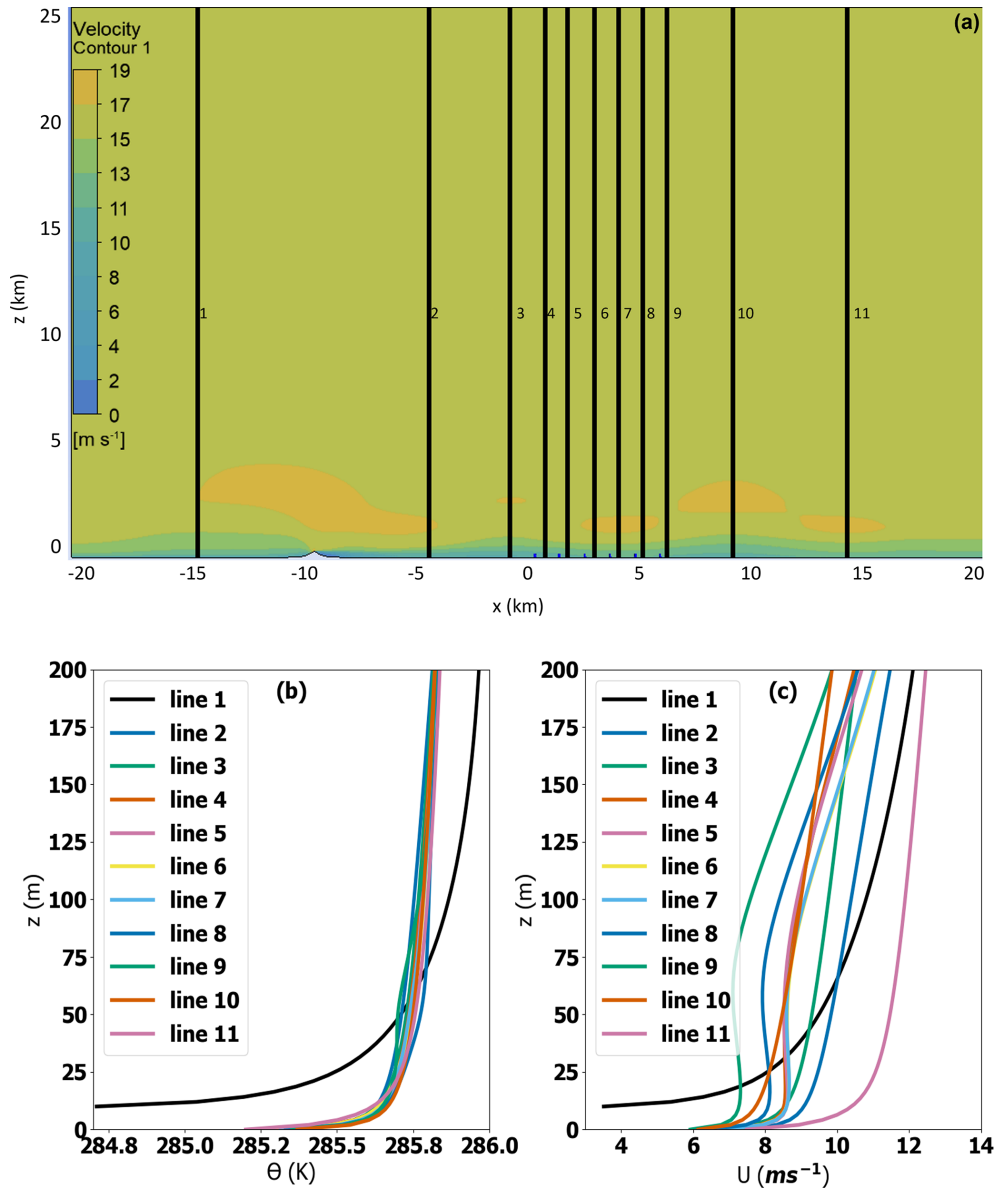 (a)
Velocity
Contour 1
19
17
15
13
11
10
8
6
4
2
0
[m s⁻¹]
25
20
15
10
5
0
z (km)
1
2
3
4
5
6
7
8
9
10
11
-20
-15
-10
-5
0
5
10
15
20
x (km)
(b)
line 1
line 2
line 3
line 4
line 5
line 6
line 7
line 8
line 9
line 10
line 11
200
175
150
125
100
75
50
25
0
z (m)
284.8
285.0
285.2
285.5
285.8
286.0
Θ (K)
(c)
line 1
line 2
line 3
line 4
line 5
line 6
line 7
line 8
line 9
line 10
line 11
200
175
150
125
100
75
50
25
0
z (m)
4
6
8
10
12
14
U (ms⁻¹)